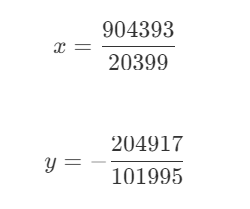 x = 904393/20399
y = −204917/101995